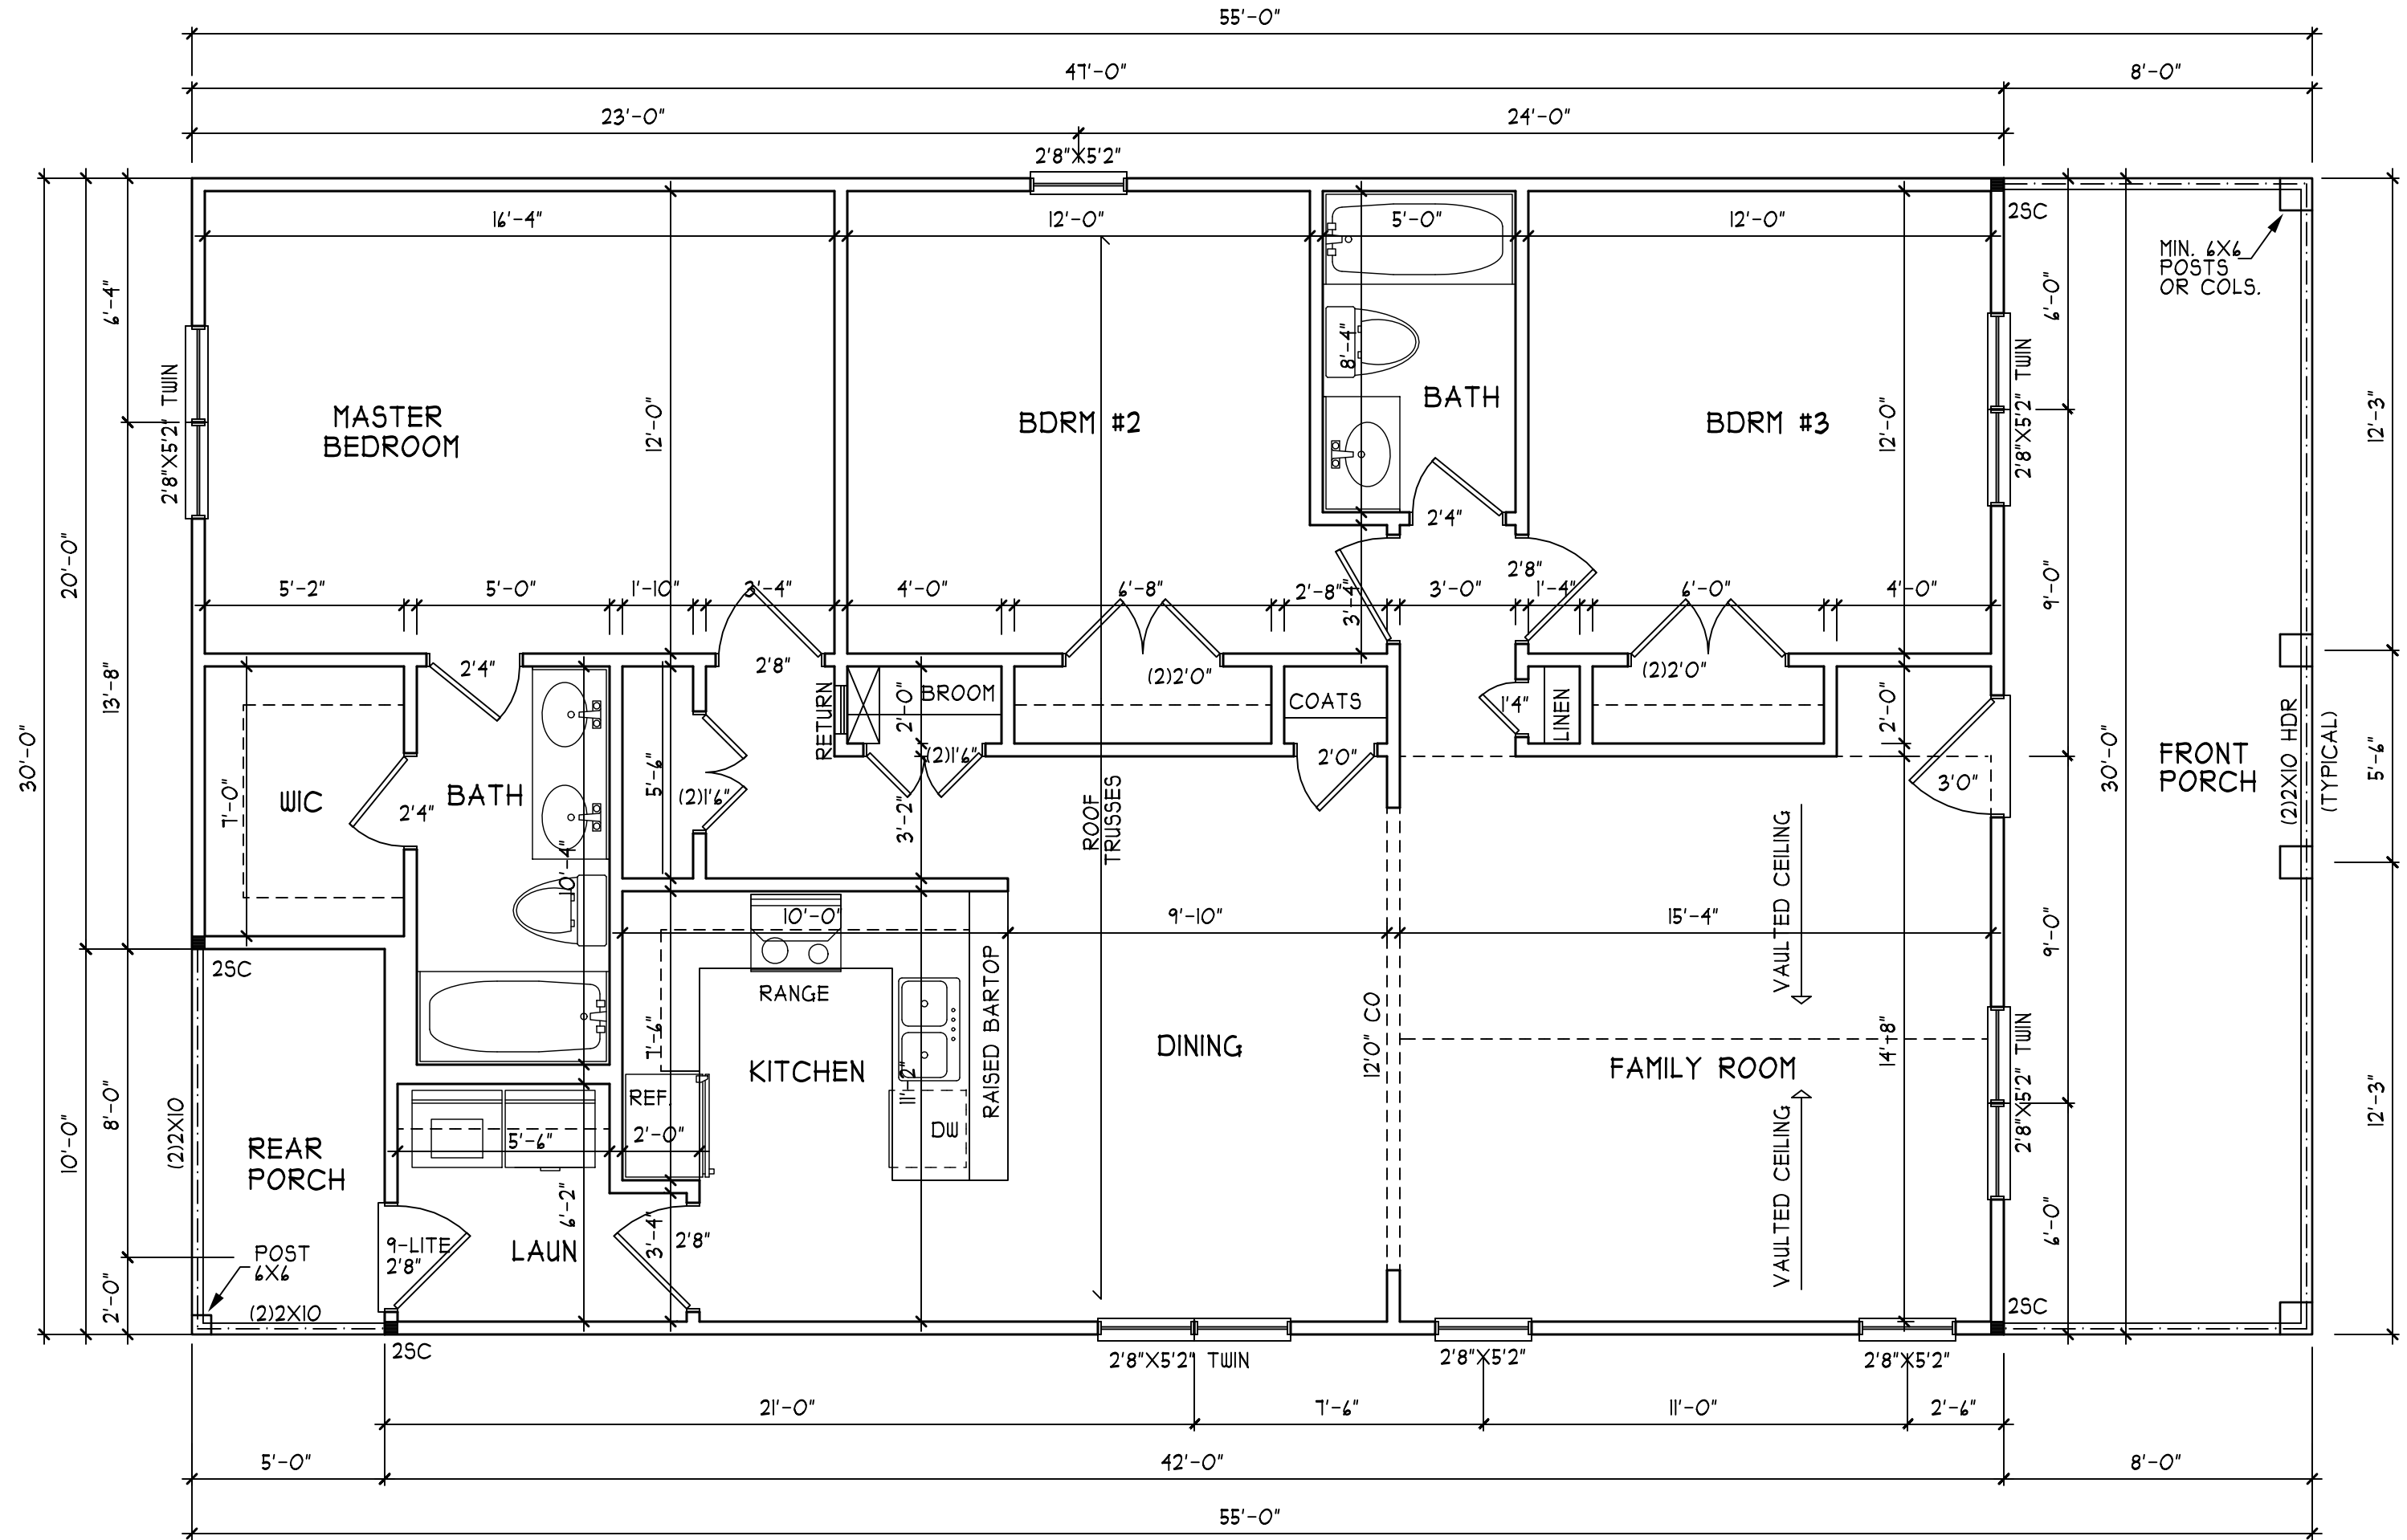 55'-0"
47'-0"
8'-0"
23'-0"
24'-0"
2'8"X5'2"
16'-4"
12'-0"
5'-0"
12'-0"
2SC
MIN. 6X6
POSTS
OR COLS.
6'-4"
6'-0"
8'-4"
2'8"X5'2" TWIN
MASTER
BEDROOM
12'-0"
BDRM #2
BATH
BDRM #3
12'-0"
2'8"X5'2" TWIN
12'-3"
2'4"
20'-0"
5'-2"
5'-0"
1'-10"
3'-4"
4'-0"
6'-8"
2'-8"
3'-4"
3'-0"
2'8"
1'-4"
6'-0"
4'-0"
9'-0"
2'4"
2'8"
(2)2'0"
(2)2'0"
13'-8"
RETURN
2'-0"
BROOM
COATS
1'4"
LINEN
2'-0"
30'-0"
7'-0"
WIC
2'4"
BATH
5'-6"
(2)1'6"
(2)1'6"
3'-2"
2'0"
ROOF
TRUSSES
3'0"
30'-0"
FRONT
PORCH
(2)2X10 HDR
(TYPICAL)
5'-6"
10'-4"
VAULTED CEILING
10'-0"
9'-10"
15'-4"
9'-0"
2SC
RANGE
RAISED BARTOP
12'0" CO
7'-6"
KITCHEN
11'-2"
DINING
FAMILY ROOM
14'-8"
2'8"X5'2" TWIN
REF.
DW
10'-0"
8'-0"
(2)2X10
REAR
PORCH
5'-6"
2'-0"
VAULTED CEILING
12'-3"
6'-2"
3'-4"
2'8"
6'-0"
9-LITE
2'8"
LAUN
POST
6X6
2'-0"
(2)2X10
2SC
2SC
2'8"X5'2" TWIN
2'8"X5'2"
2'8"X5'2"
21'-0"
7'-6"
11'-0"
2'-6"
5'-0"
42'-0"
8'-0"
55'-0"